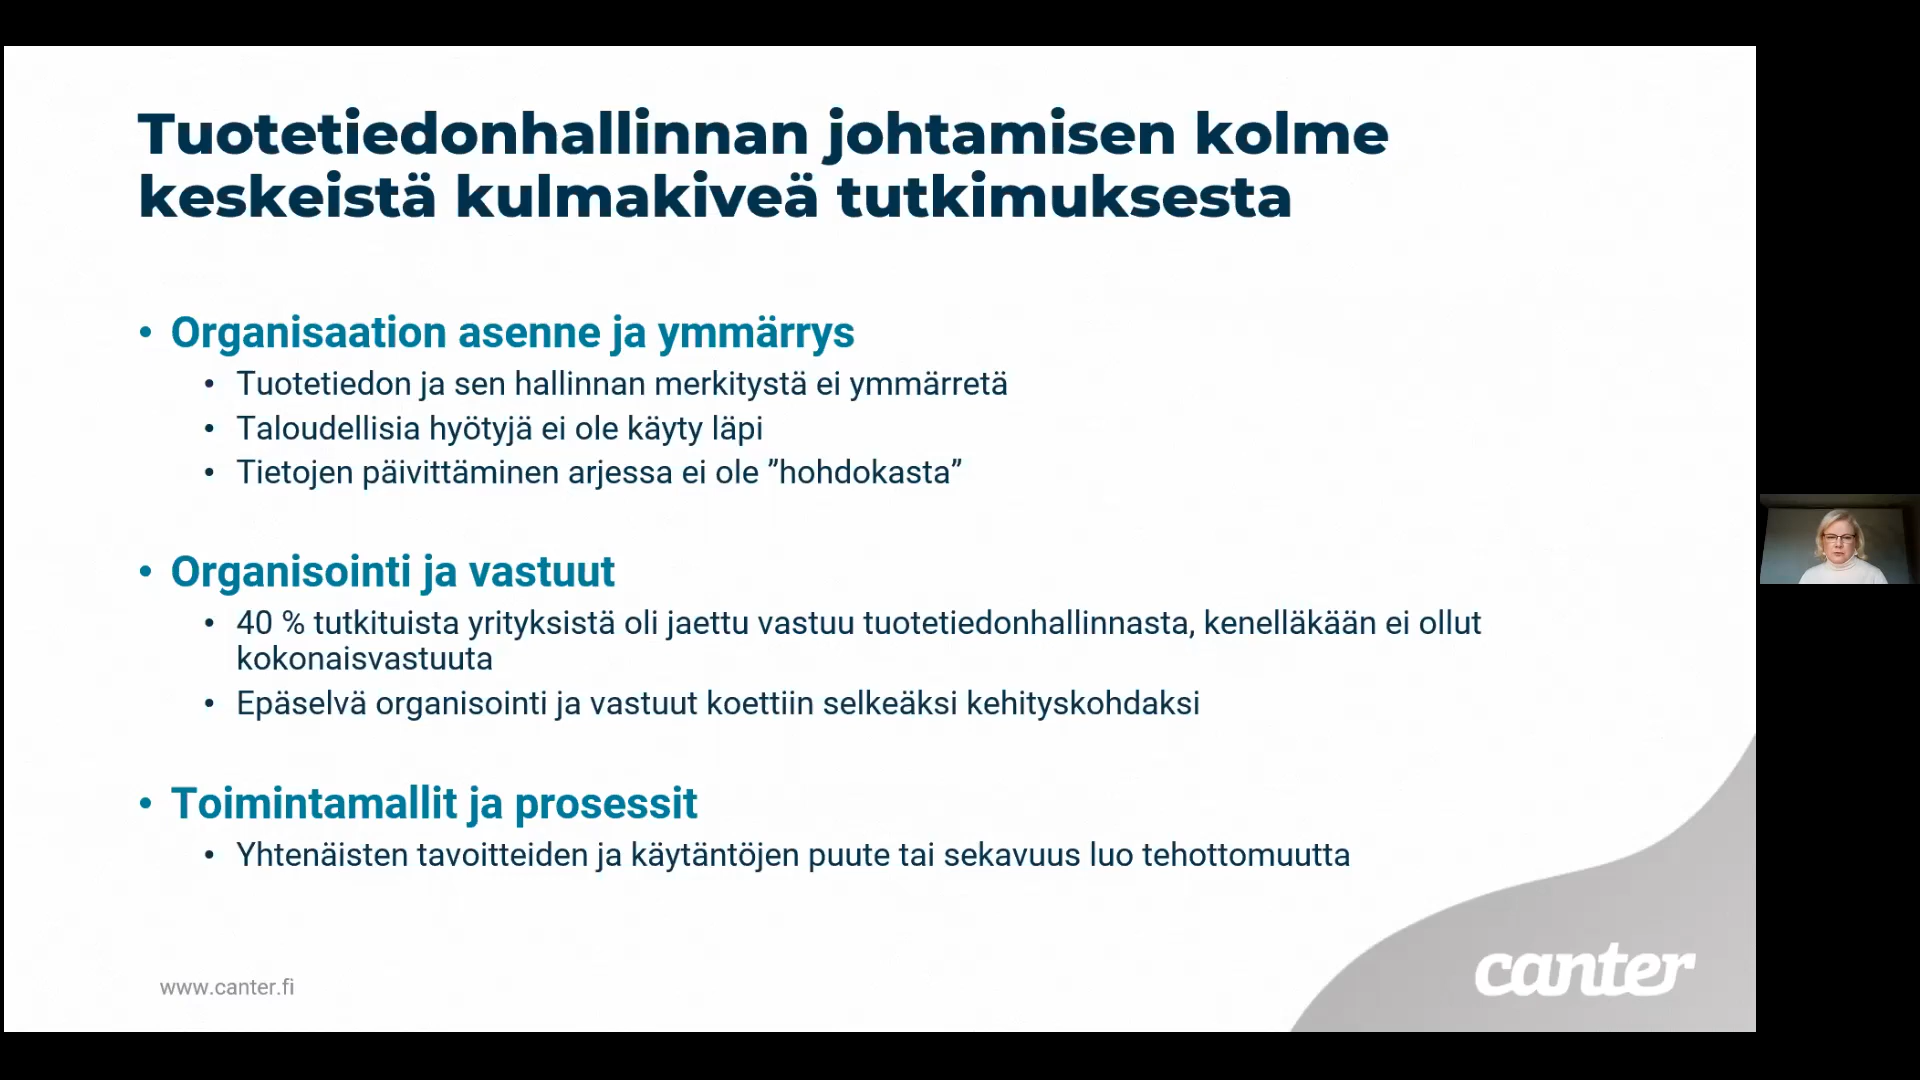 Tuotetiedonhallinnan johtamisen kolme
keskeistä kulmakiveä tutkimuksesta
• Organisaation asenne ja ymmärrys
• Tuotetiedon ja sen hallinnan merkitystä ei ymmärretä
• Taloudellisia hyötyjä ei ole käyty läpi
• Tietojen päivittäminen arjessa ei ole ”hohdokasta”
• Organisointi ja vastuut
• 40 % tutkituista yrityksistä oli jaettu vastuu tuotetiedonhallinnasta, kenelläkään ei ollut
kokonaisvastuuta
• Epäselvä organisointi ja vastuut koettiin selkeäksi kehityskohdaksi
• Toimintamallit ja prosessit
• Yhtenäisten tavoitteiden ja käytäntöjen puute tai sekavuus luo tehottomuutta
www.canter.fi
canter